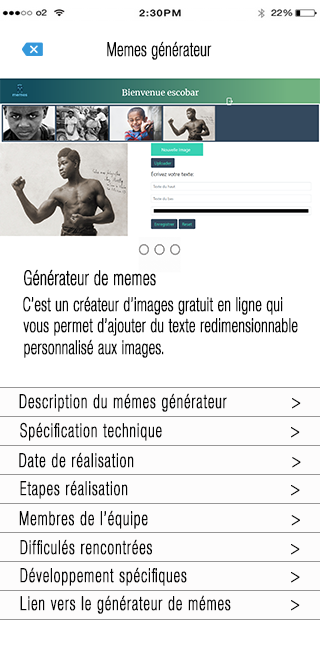 o2 2:30PM 22%
Memes générateur
memes
Bienvenue escobar
Nouvelle image
Uploader
Écrivez votre texte:
Texte du haut
Texte du bas
Enregistrer Reset
Générateur de memes
C'est un créateur d'images gratuit en ligne qui
vous permet d'ajouter du texte redimensionnable
personnalisé aux images.
Description du mémes générateur >
Spécification technique >
Date de réalisation >
Etapes réalisation >
Membres de l'équipe >
Difficulés rencontrées >
Développement spécifiques >
Lien vers le générateur de mémes >